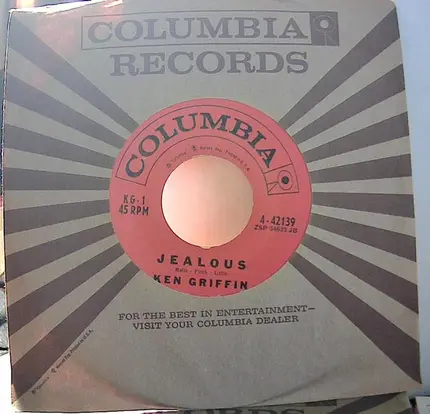 COLUMBIA
RECORDS
COLUMBIA
KG-1
45 RPM
4-42139
JEALOUS
KEN GRIFFIN
FOR THE BEST IN ENTERTAINMENT—
VISIT YOUR COLUMBIA DEALER